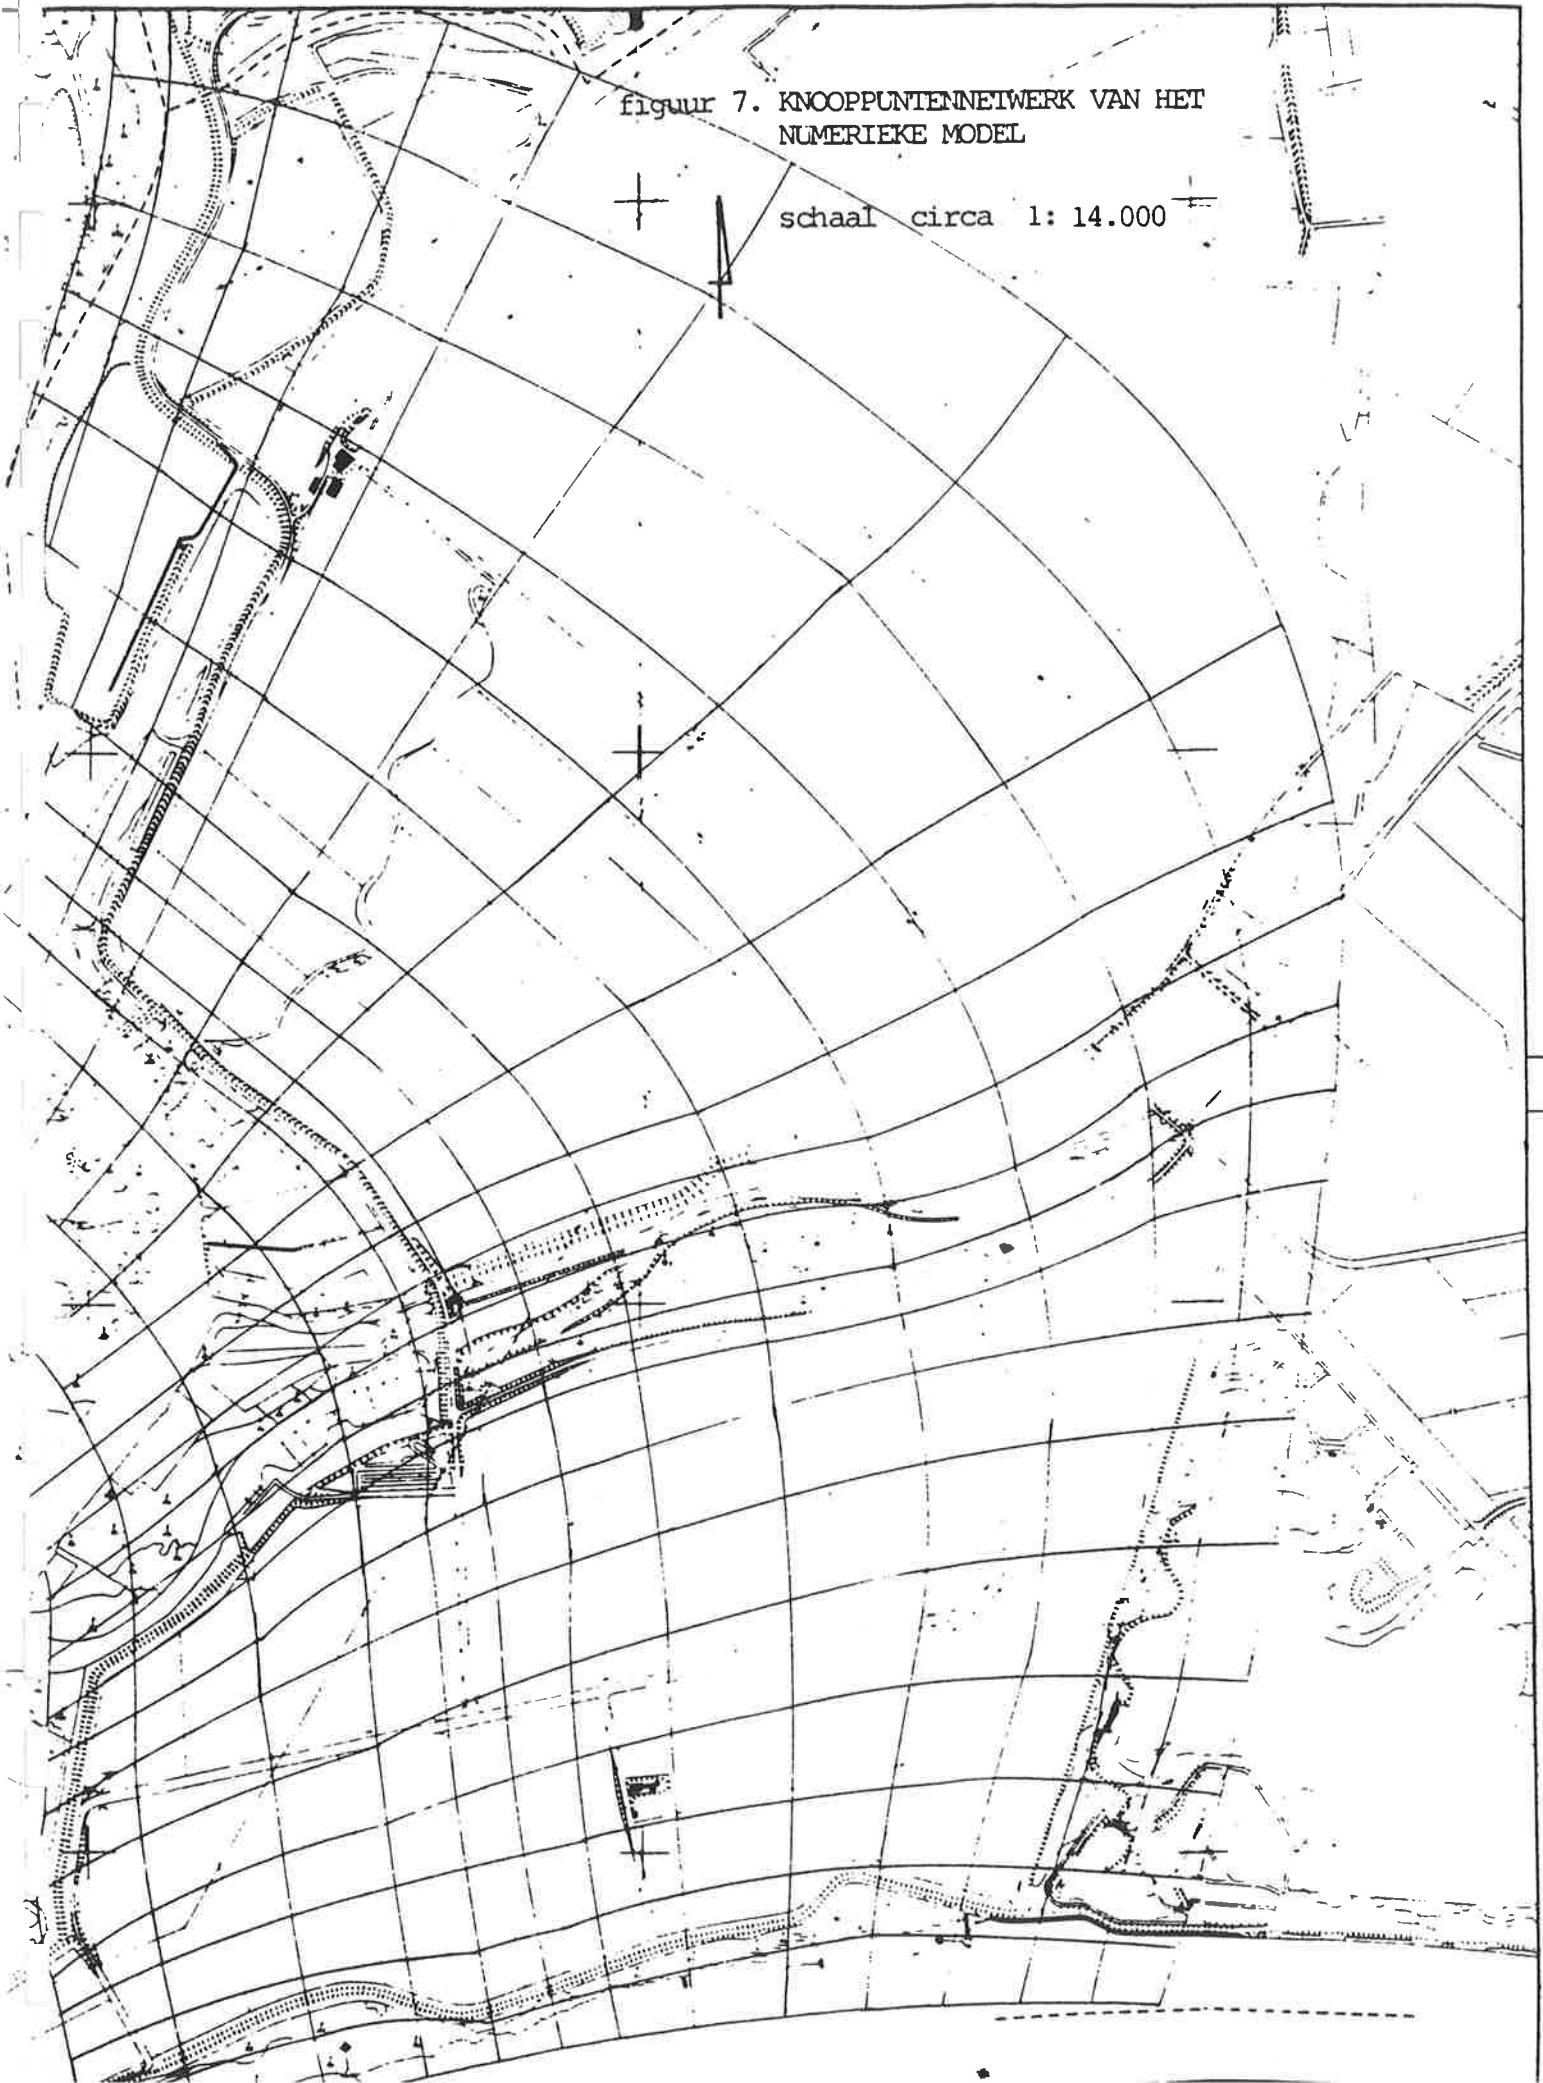 figuur 7. KNOOPPUNTENNETWERK VAN HET
NUMERIEKE MODEL
schaal circa 1: 14.000